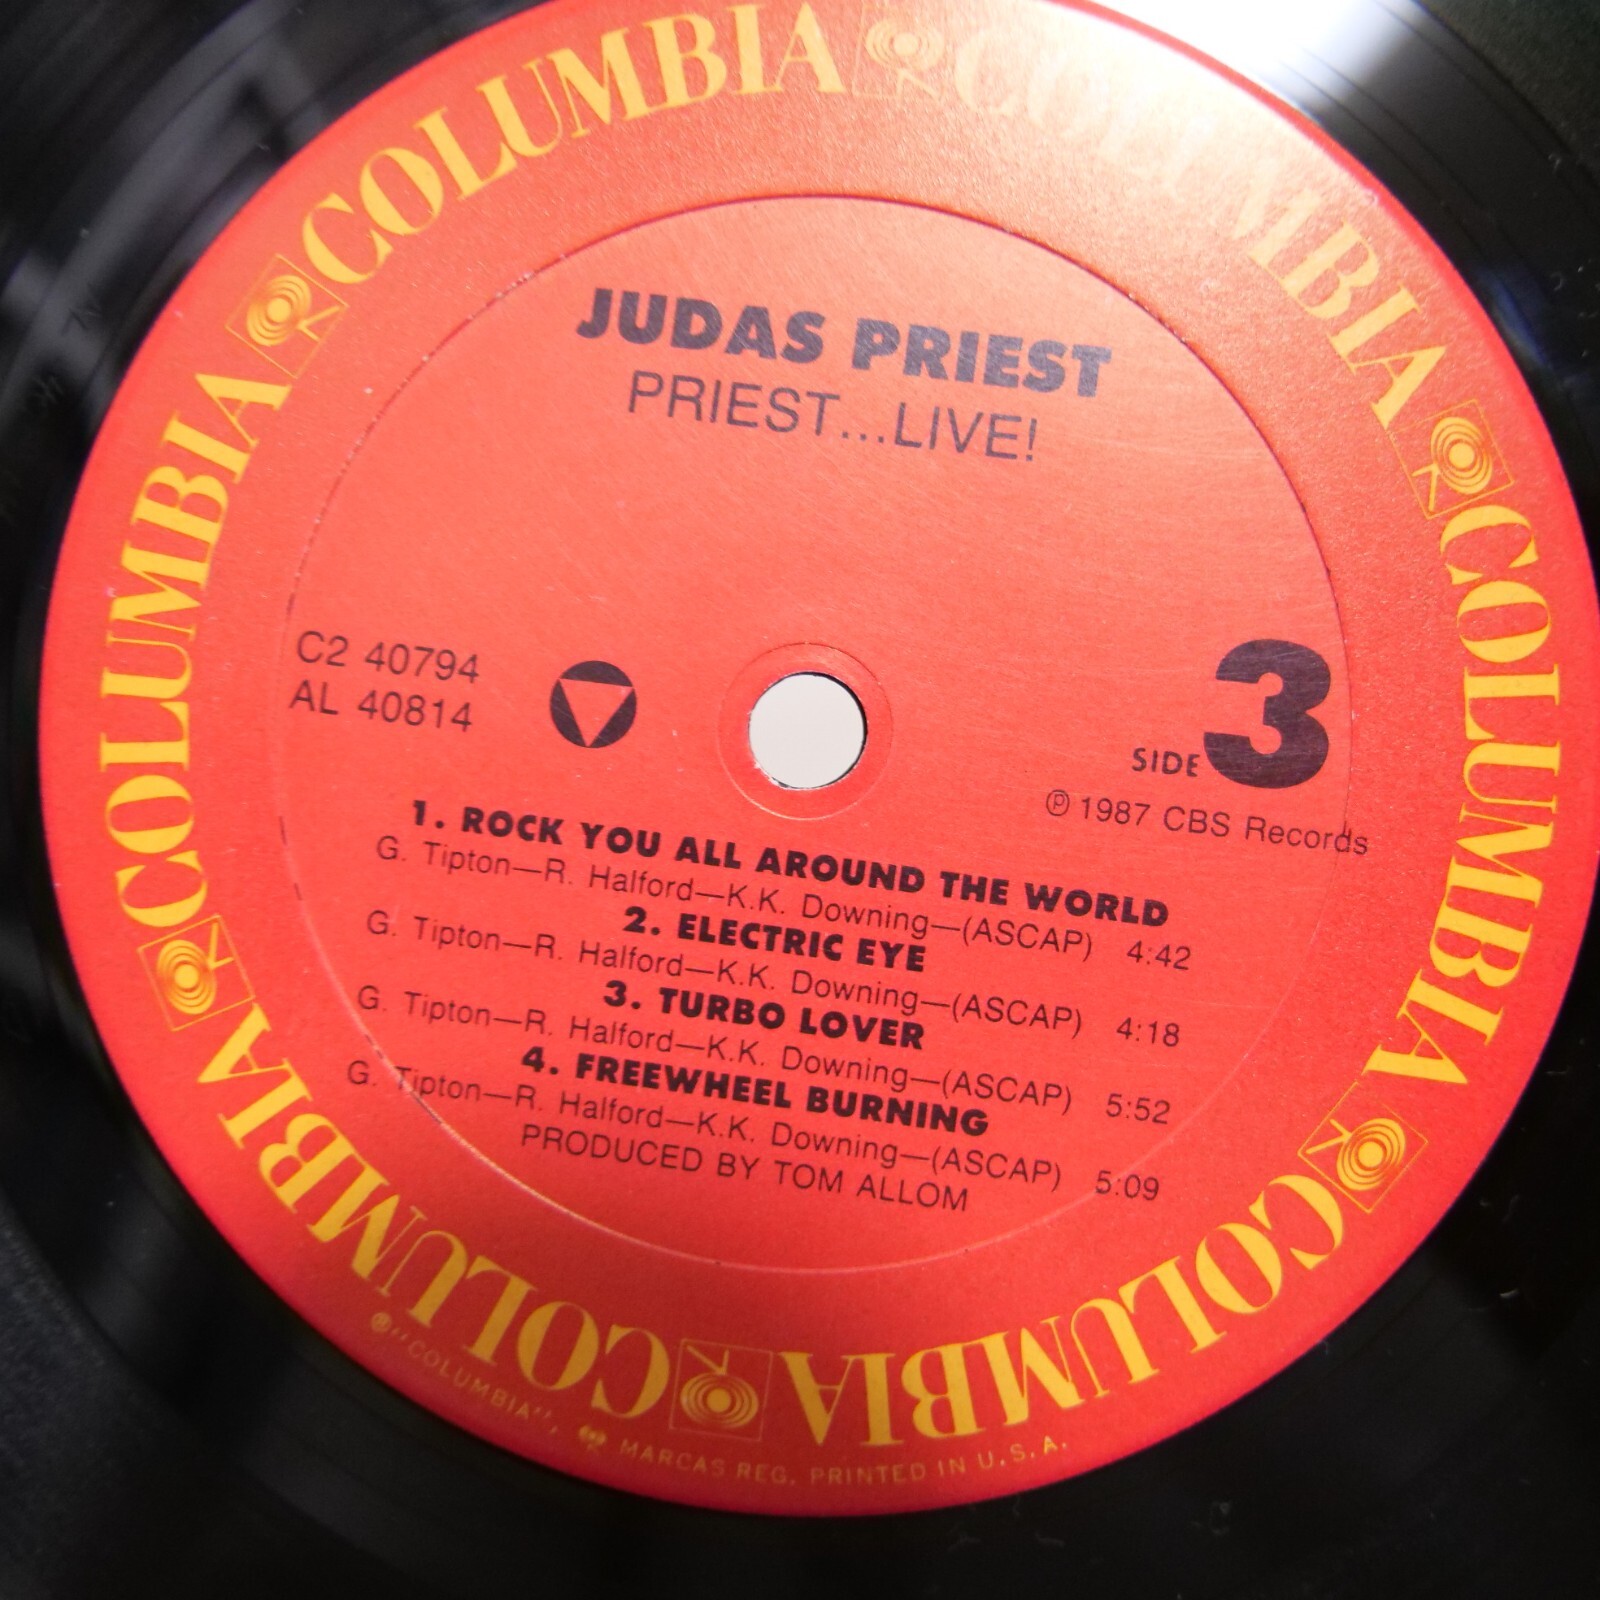 COLUMBIA COLUMBIA COLUMBIA COLUMBIA COLUMBIA COLUMBIA COLUMBIA
JUDAS PRIEST
PRIEST...LIVE!
C2 40794
AL 40814
SIDE 3
℗ 1987 CBS Records
1. ROCK YOU ALL AROUND THE WORLD
G. Tipton—R. Halford—K.K. Downing—(ASCAP) 4:42
2. ELECTRIC EYE
G. Tipton—R. Halford—K.K. Downing—(ASCAP) 4:18
3. TURBO LOVER
G. Tipton—R. Halford—K.K. Downing—(ASCAP) 5:52
4. FREEWHEEL BURNING
G. Tipton—R. Halford—K.K. Downing—(ASCAP) 5:09
PRODUCED BY TOM ALLOM
®"COLUMBIA", MARCAS REG. PRINTED IN U.S.A.